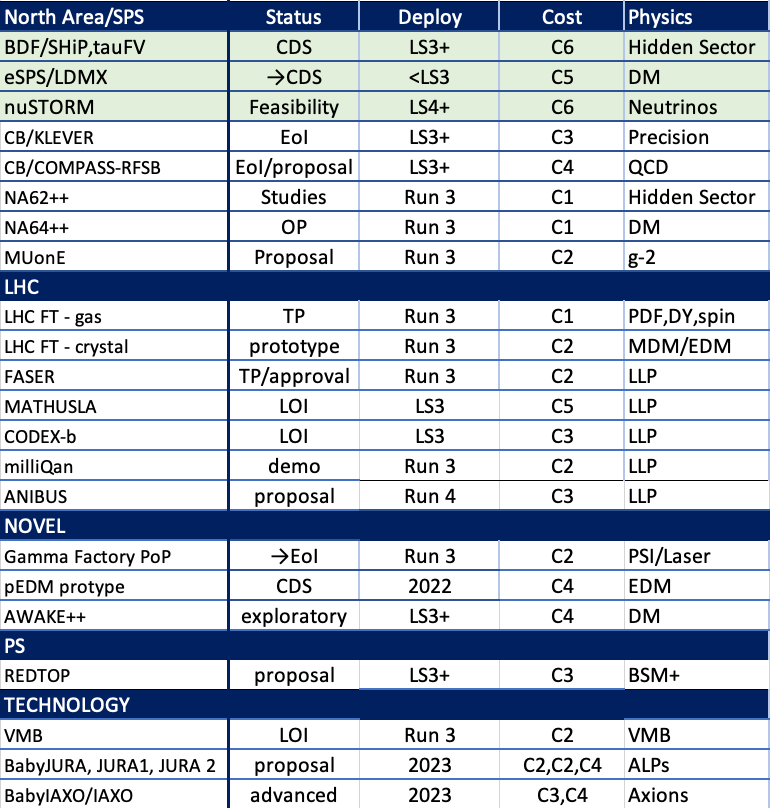 North Area/SPS Status Deploy Cost Physics
BDF/SHiP,tauFV CDS LS3+ C6 Hidden Sector
eSPS/LDMX →CDS <LS3 C5 DM
nuSTORM Feasibility LS4+ C6 Neutrinos
CB/KLEVER EoI LS3+ C3 Precision
CB/COMPASS-RFSB EoI/proposal LS3+ C4 QCD
NA62++ Studies Run 3 C1 Hidden Sector
NA64++ OP Run 3 C1 DM
MUonE Proposal Run 3 C2 g-2
LHC
LHC FT - gas TP Run 3 C1 PDF,DY,spin
LHC FT - crystal prototype Run 3 C2 MDM/EDM
FASER TP/approval Run 3 C2 LLP
MATHUSLA LOI LS3 C5 LLP
CODEX-b LOI LS3 C3 LLP
milliQan demo Run 3 C2 LLP
ANIBUS proposal Run 4 C3 LLP
NOVEL
Gamma Factory PoP →EoI Run 3 C2 PSI/Laser
pEDM protype CDS 2022 C4 EDM
AWAKE++ exploratory LS3+ C4 DM
PS
REDTOP proposal LS3+ C3 BSM+
TECHNOLOGY
VMB LOI Run 3 C2 VMB
BabyJURA, JURA1, JURA 2 proposal 2023 C2,C2,C4 ALPs
BabyIAXO/IAXO advanced 2023 C3,C4 Axions